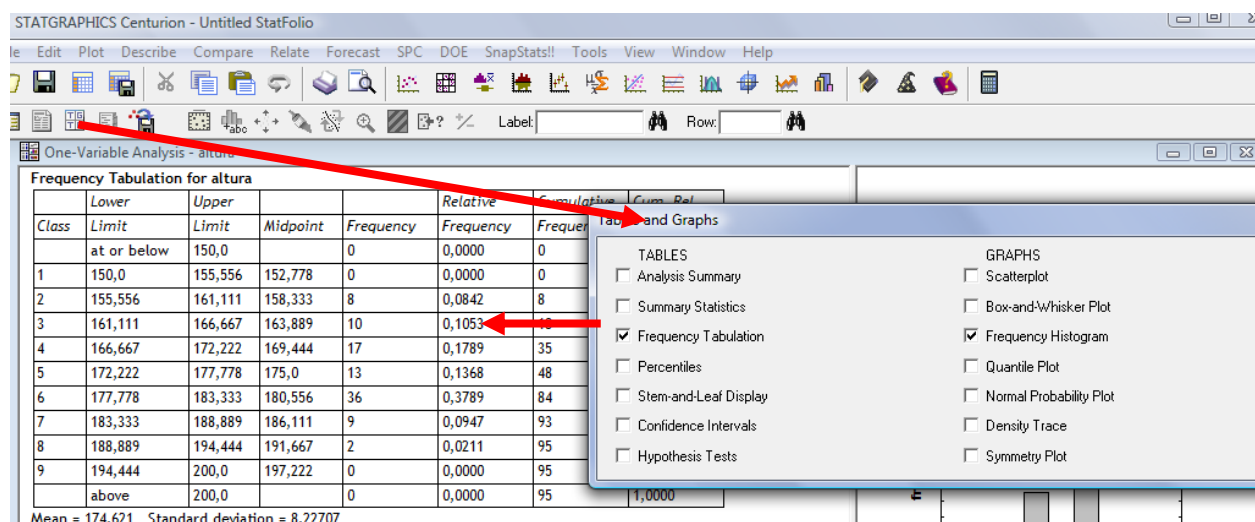 STATGRAPHICS Centurion - Untitled StatFolio
Edit Plot Describe Compare Relate Forecast SPC DOE SnapStats!! Tools View Window Help
Label: Row:
One-Variable Analysis - altura
Frequency Tabulation for altura
Lower Upper Relative Cumulative Cum. Rel.
Class Limit Limit Midpoint Frequency Frequency
at or below 150,0 0 0,0000 0
1 150,0 155,556 152,778 0 0,0000 0
2 155,556 161,111 158,333 8 0,0842 8
3 161,111 166,667 163,889 10 0,1053
4 166,667 172,222 169,444 17 0,1789 35
5 172,222 177,778 175,0 13 0,1368 48
6 177,778 183,333 180,556 36 0,3789 84
7 183,333 188,889 186,111 9 0,0947 93
8 188,889 194,444 191,667 2 0,0211 95
9 194,444 200,0 197,222 0 0,0000 95
above 200,0 0 0,0000 95 1,0000
Mean = 174,621 Standard deviation = 8,22707
Tables and Graphs
TABLES
Analysis Summary
Summary Statistics
Frequency Tabulation
Percentiles
Stem-and-Leaf Display
Confidence Intervals
Hypothesis Tests
GRAPHS
Scatterplot
Box-and-Whisker Plot
Frequency Histogram
Quantile Plot
Normal Probability Plot
Density Trace
Symmetry Plot